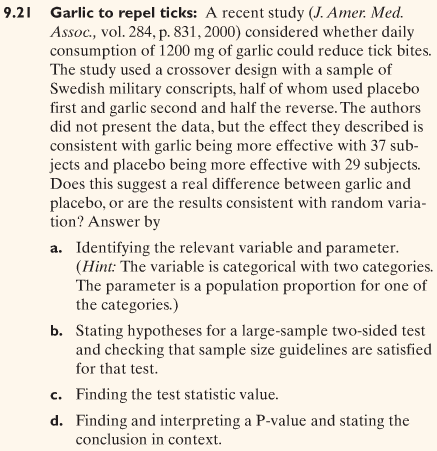 9.21 Garlic to repel ticks: A recent study (J. Amer. Med.
Assoc., vol. 284, p. 831, 2000) considered whether daily
consumption of 1200 mg of garlic could reduce tick bites.
The study used a crossover design with a sample of
Swedish military conscripts, half of whom used placebo
first and garlic second and half the reverse. The authors
did not present the data, but the effect they described is
consistent with garlic being more effective with 37 sub-
jects and placebo being more effective with 29 subjects.
Does this suggest a real difference between garlic and
placebo, or are the results consistent with random varia-
tion? Answer by
a. Identifying the relevant variable and parameter.
(Hint: The variable is categorical with two categories.
The parameter is a population proportion for one of
the categories.)
b. Stating hypotheses for a large-sample two-sided test
and checking that sample size guidelines are satisfied
for that test.
c. Finding the test statistic value.
d. Finding and interpreting a P-value and stating the
conclusion in context.